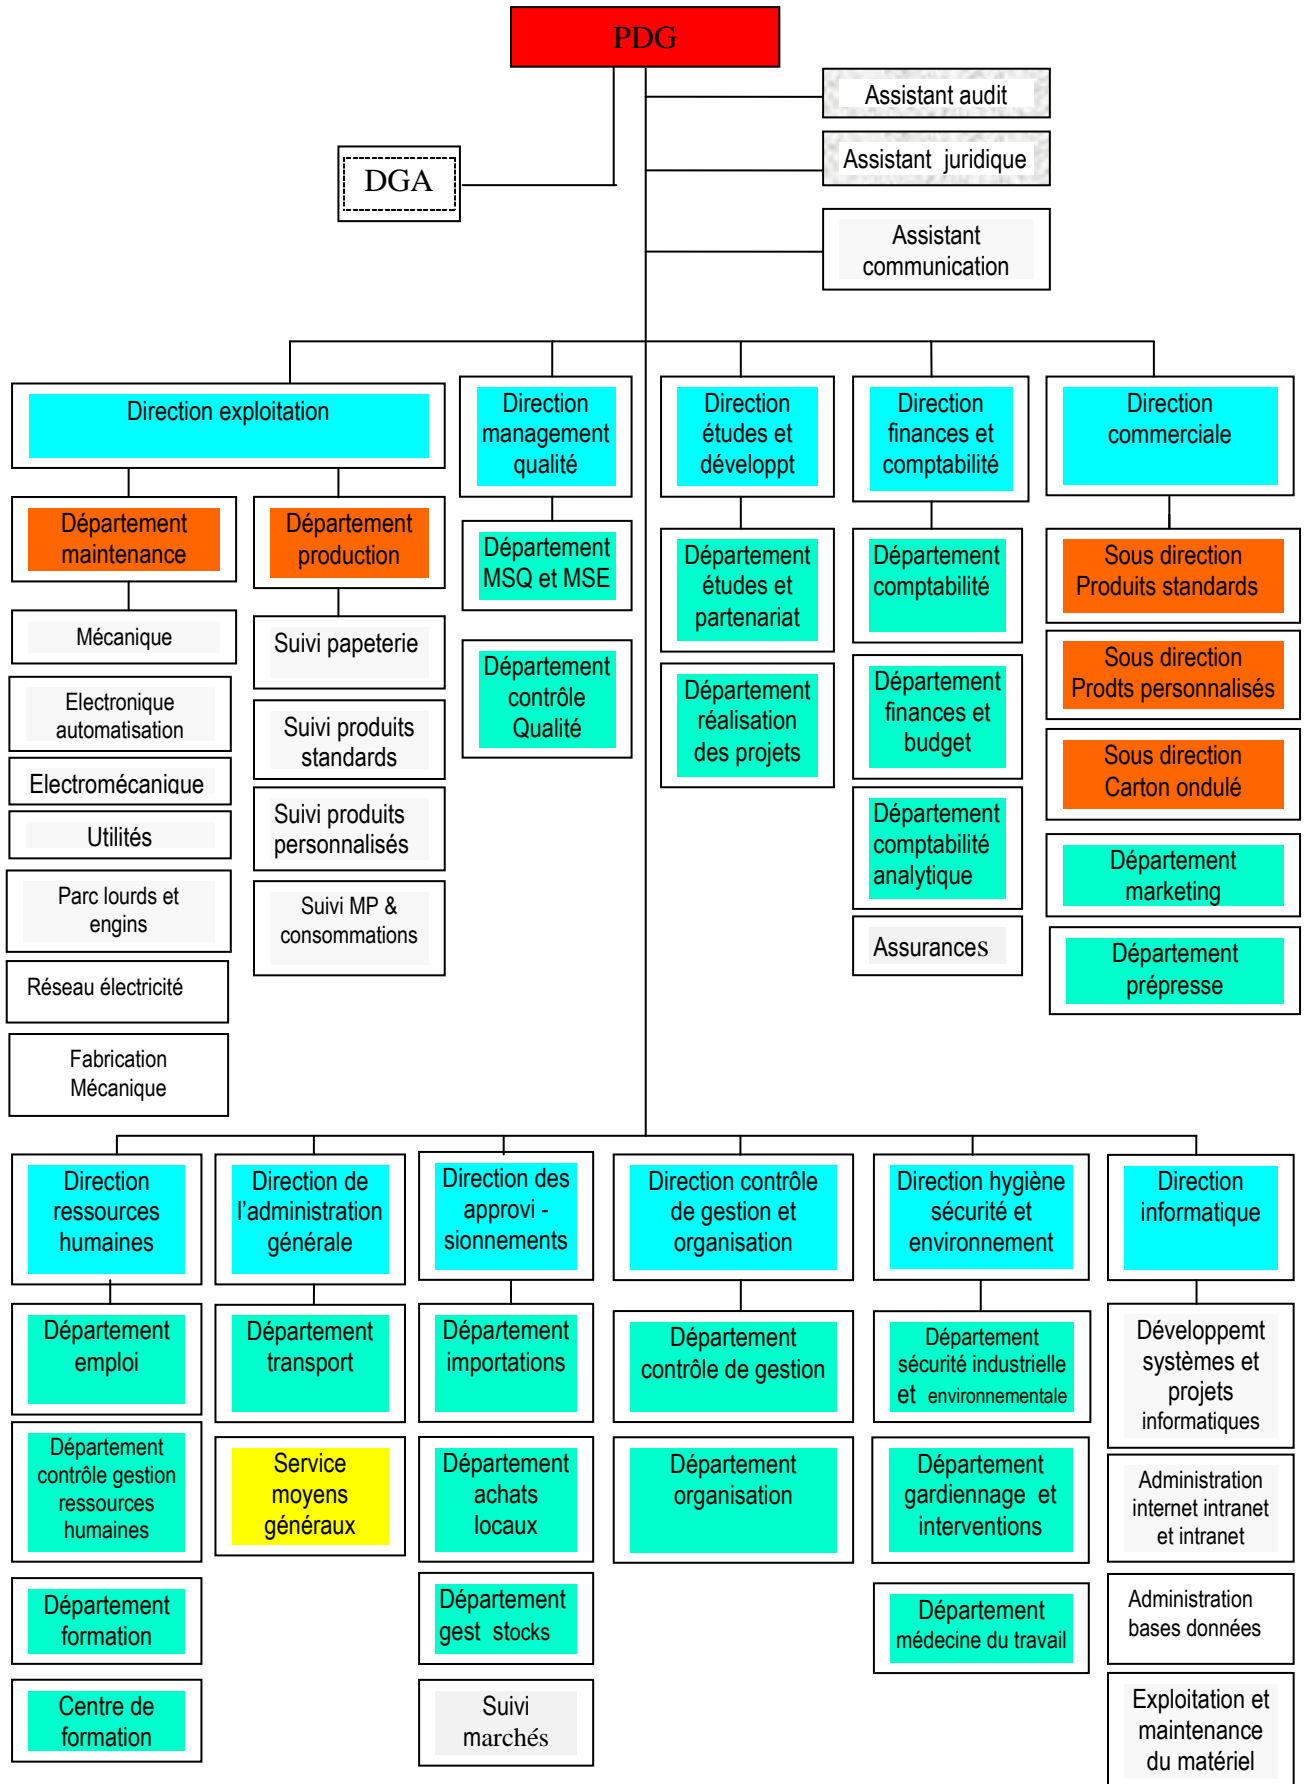 PDG
Assistant audit
Assistant juridique
DGA
Assistant
communication
Direction exploitation
Direction
management
qualité
Direction
études et
développt
Direction
finances et
comptabilité
Direction
commerciale
Département
maintenance
Mécanique
Electronique
automatisation
Electromécanique
Utilités
Parc lourds et
engins
Réseau électricité
Fabrication
Mécanique
Département
production
Suivi papeterie
Suivi produits
standards
Suivi produits
personnalisés
Suivi MP &
consommations
Département
MSQ et MSE
Département
contrôle
Qualité
Département
études et
partenariat
Département
réalisation
des projets
Département
comptabilité
Département
finances et
budget
Département
comptabilité
analytique
Assurances
Sous direction
Produits standards
Sous direction
Prodts personnalisés
Sous direction
Carton ondulé
Département
marketing
Département
prépresse
Direction
ressources
humaines
Direction de
l'administration
générale
Direction des
approvi -
sionnements
Direction contrôle
de gestion et
organisation
Direction hygiène
sécurité et
environnement
Direction
informatique
Département
emploi
Département
contrôle gestion
ressources
humaines
Département
formation
Centre de
formation
Département
transport
Service
moyens
généraux
Département
importations
Département
achats
locaux
Département
gest stocks
Suivi
marchés
Département
contrôle de gestion
Département
organisation
Département
sécurité industrielle
et environnementale
Département
gardiennage et
interventions
Département
médecine du travail
Développemt
systèmes et
projets
informatiques
Administration
internet intranet
et intranet
Administration
bases données
Exploitation et
maintenance
du matériel